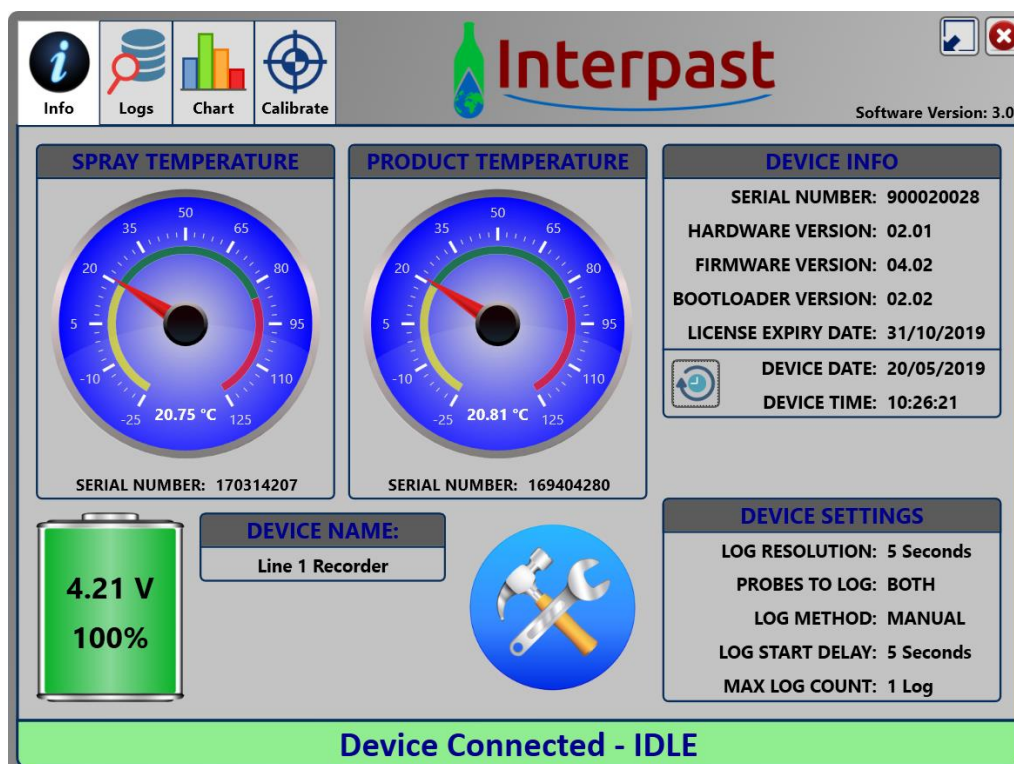 Info
Logs
Chart
Calibrate
Interpast
Software Version: 3.0
SPRAY TEMPERATURE
-25
-10
5
20
35
50
65
80
95
110
125
20.75 °C
SERIAL NUMBER: 170314207
PRODUCT TEMPERATURE
-25
-10
5
20
35
50
65
80
95
110
125
20.81 °C
SERIAL NUMBER: 169404280
DEVICE INFO
SERIAL NUMBER: 900020028
HARDWARE VERSION: 02.01
FIRMWARE VERSION: 04.02
BOOTLOADER VERSION: 02.02
LICENSE EXPIRY DATE: 31/10/2019
DEVICE DATE: 20/05/2019
DEVICE TIME: 10:26:21
4.21 V
100%
DEVICE NAME:
Line 1 Recorder
DEVICE SETTINGS
LOG RESOLUTION: 5 Seconds
PROBES TO LOG: BOTH
LOG METHOD: MANUAL
LOG START DELAY: 5 Seconds
MAX LOG COUNT: 1 Log
Device Connected - IDLE